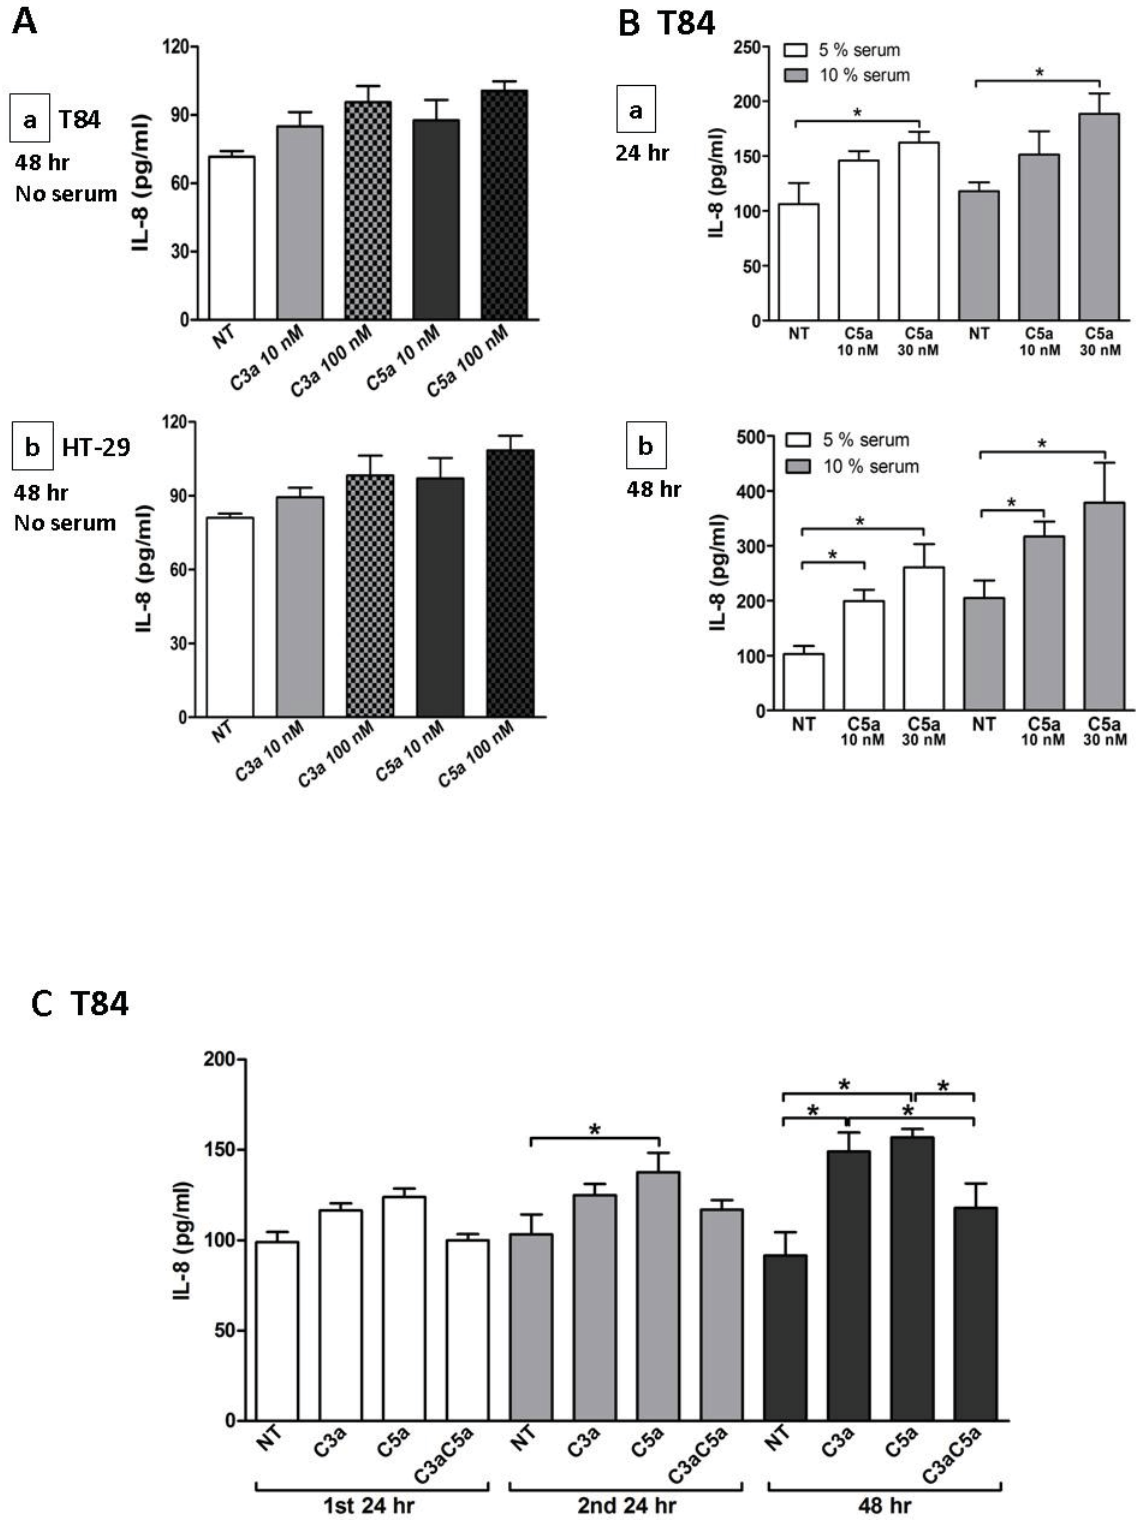 A
a T84
48 hr
No serum
IL-8 (pg/ml)
120
90
60
30
0
NT
C3a 10 nM
C3a 100 nM
C5a 10 nM
C5a 100 nM
b HT-29
48 hr
No serum
IL-8 (pg/ml)
120
90
60
30
0
NT
C3a 10 nM
C3a 100 nM
C5a 10 nM
C5a 100 nM
B T84
a
24 hr
IL-8 (pg/ml)
250
200
150
100
50
0
5 % serum
10 % serum
*
*
NT C5a C5a NT C5a C5a
10 nM 30 nM 10 nM 30 nM
b
48 hr
IL-8 (pg/ml)
500
400
300
200
100
0
5 % serum
10 % serum
*
*
*
*
NT C5a C5a NT C5a C5a
10 nM 30 nM 10 nM 30 nM
C T84
IL-8 (pg/ml)
200
150
100
50
0
*
* *
* *
NT C3a C5a C3aC5a NT C3a C5a C3aC5a NT C3a C5a C3aC5a
1st 24 hr 2nd 24 hr 48 hr